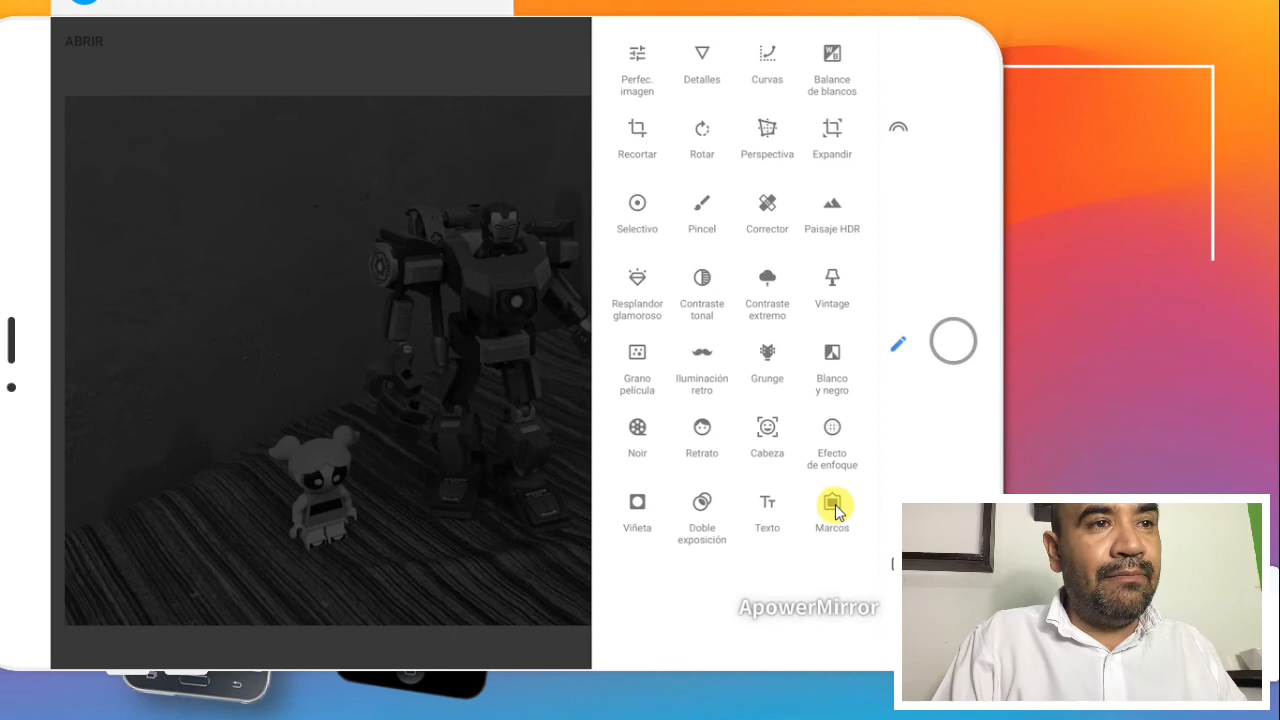 ABRIR
Perfec.
imagen
Detalles
Curvas
Balance
de blancos
Recortar
Rotar
Perspectiva
Expandir
Selectivo
Pincel
Corrector
Paisaje HDR
Resplandor
glamoroso
Contraste
tonal
Contraste
extremo
Vintage
Grano
película
Iluminación
retro
Grunge
Blanco
y negro
Noir
Retrato
Cabeza
Efecto
de enfoque
Viñeta
Doble
exposición
Texto
Marcos
ApowerMirror